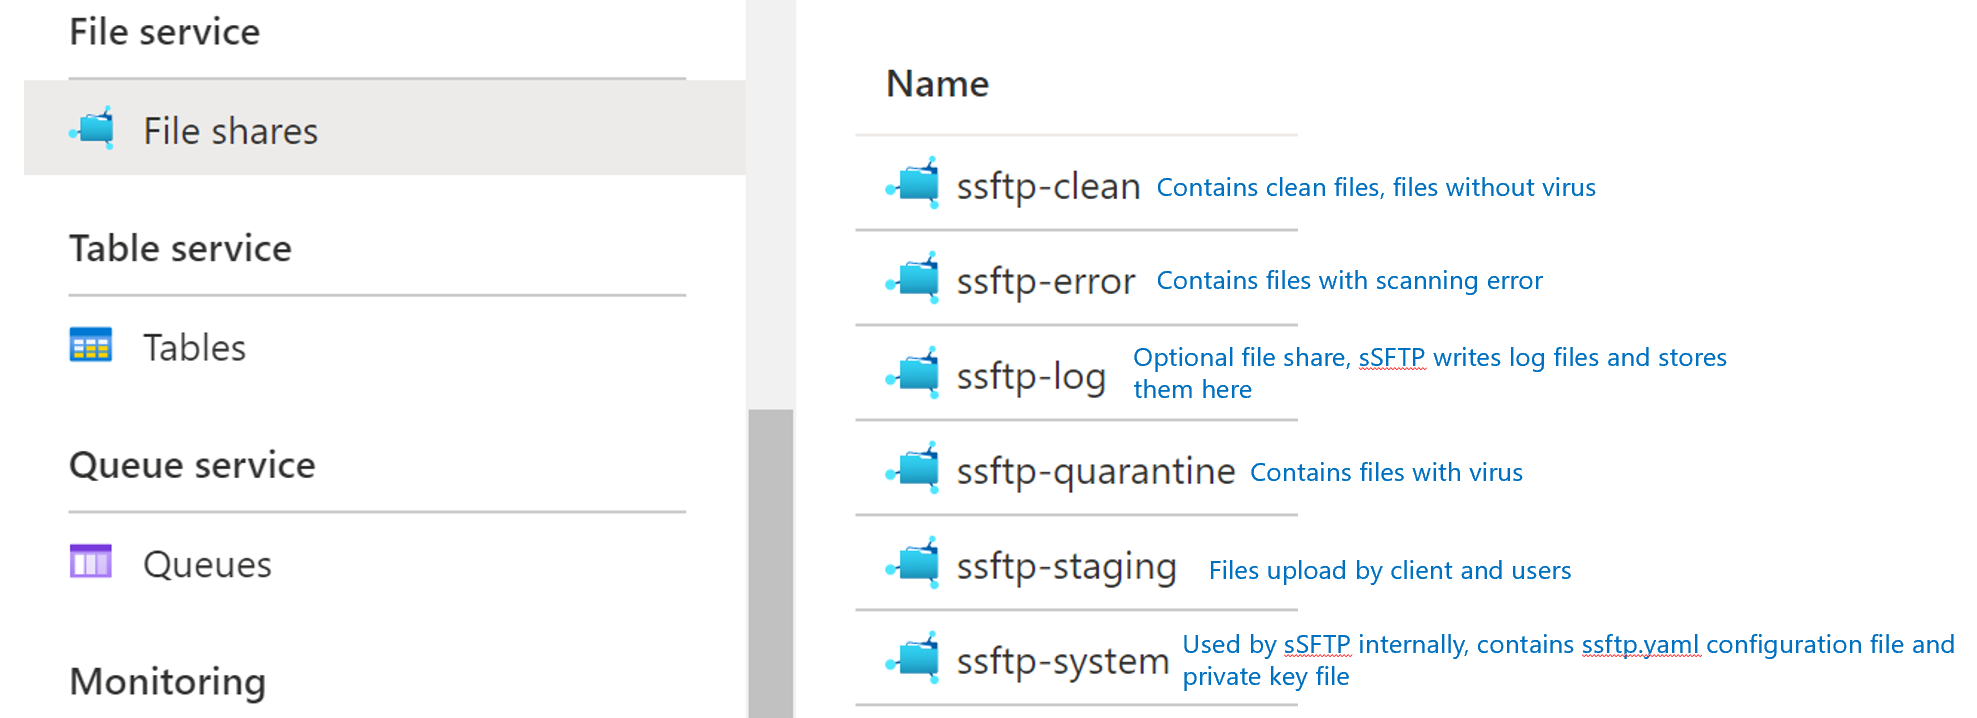 File service
File shares
Table service
Tables
Queue service
Queues
Monitoring
Name
ssftp-clean Contains clean files, files without virus
ssftp-error Contains files with scanning error
ssftp-log Optional file share, sSFTP writes log files and stores
them here
ssftp-quarantine Contains files with virus
ssftp-staging Files upload by client and users
ssftp-system Used by sSFTP internally, contains ssftp.yaml configuration file and
private key file